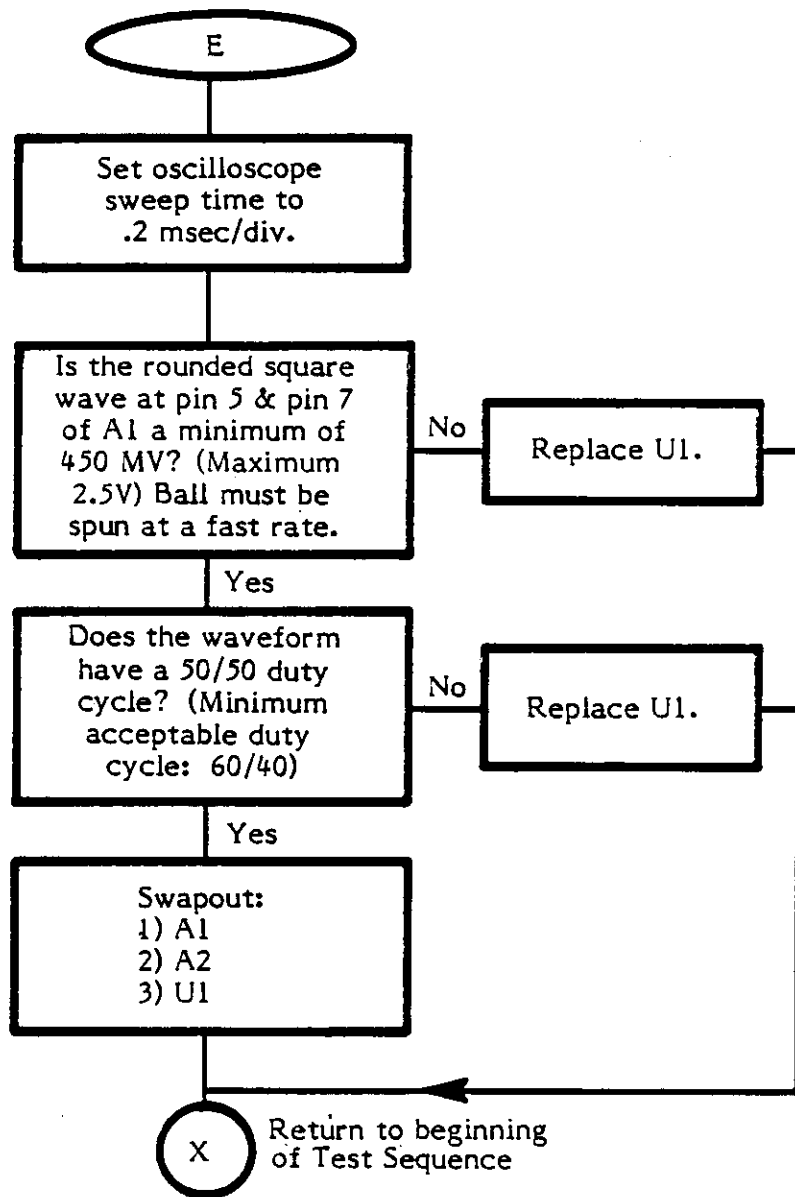 E
Set oscilloscope
sweep time to
.2 msec/div.
Is the rounded square
wave at pin 5 & pin 7
of A1 a minimum of
450 MV? (Maximum
2.5V) Ball must be
spun at a fast rate.
No
Replace U1.
Yes
Does the waveform
have a 50/50 duty
cycle? (Minimum
acceptable duty
cycle: 60/40)
No
Replace U1.
Yes
Swapout:
1) A1
2) A2
3) U1
X
Return to beginning
of Test Sequence